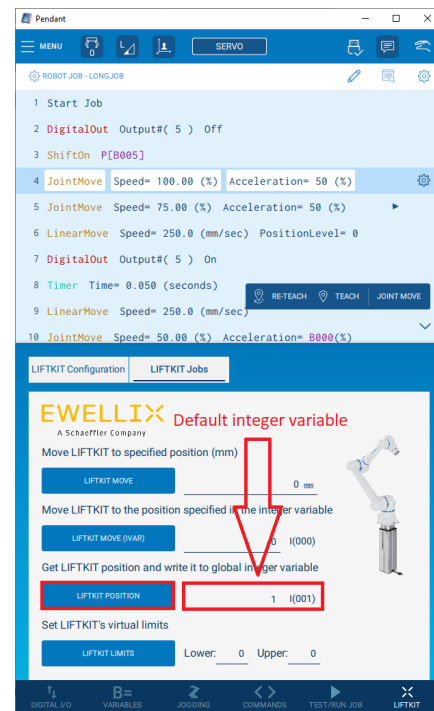 Pendant
MENU
0
SERVO
ROBOT JOB - LONGJOB
1 Start Job
2 DigitalOut Output#( 5 ) Off
3 ShiftOn P[B005]
4 JointMove Speed= 100.00 (%) Acceleration= 50 (%)
5 JointMove Speed= 75.00 (%) Acceleration= 50 (%)
6 LinearMove Speed= 250.0 (mm/sec) PositionLevel= 0
7 DigitalOut Output#( 5 ) On
8 Timer Time= 0.050 (seconds)
RE-TEACH TEACH JOINT MOVE
9 LinearMove Speed= 250.0 (mm/sec)
10 JointMove Speed= 50.00 (%) Acceleration= B000(%)
LIFTKIT Configuration LIFTKIT Jobs
EWELLIX
A Schaeffler Company
Default integer variable
Move LIFTKIT to specified position (mm)
LIFTKIT MOVE 0 mm
Move LIFTKIT to the position specified in the integer variable
LIFTKIT MOVE (IVAR) 0 I(000)
Get LIFTKIT position and write it to global integer variable
LIFTKIT POSITION 1 I(001)
Set LIFTKIT's virtual limits
LIFTKIT LIMITS Lower: 0 Upper: 0
DIGITAL I/O VARIABLES JOGGING COMMANDS TEST/RUN JOB LIFTKIT